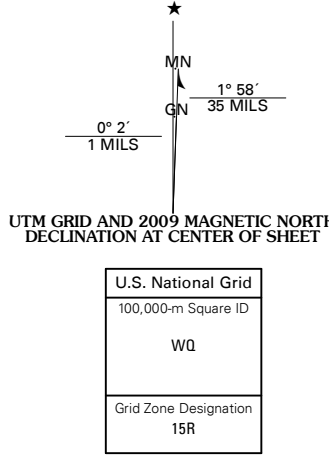 ★
MN
1° 58´
GN
35 MILS
0° 2´
1 MILS
UTM GRID AND 2009 MAGNETIC NORTH
DECLINATION AT CENTER OF SHEET
U.S. National Grid
100,000-m Square ID
WQ
Grid Zone Designation
15R